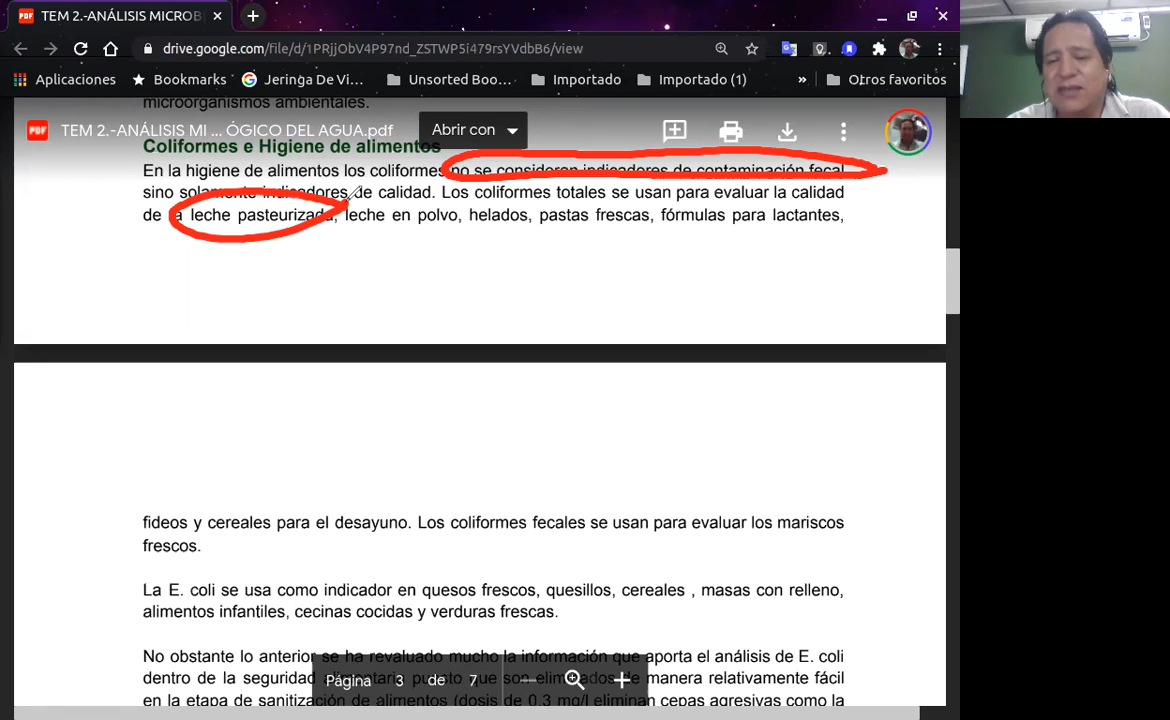 TEM 2.-ANÁLISIS MICROB
drive.google.com/file/d/1PRjjObV4P97nd_ZSTWPSi479rsYVdbB6/view
Aplicaciones
Bookmarks
Jeringa De Vi...
Unsorted Boo...
Importado
Importado (1)
»
Otros favoritos
microorganismos ambientales.
TEM 2.-ANÁLISIS MI ... ÓGICO DEL AGUA.pdf
Abrir con
Coliformes e Higiene de alimentos
En la higiene de alimentos los coliformes no se consideran indicadores de contaminación fecal
sino solamente indicadores de calidad. Los coliformes totales se usan para evaluar la calidad
de la leche pasteurizada, leche en polvo, helados, pastas frescas, fórmulas para lactantes,
fideos y cereales para el desayuno. Los coliformes fecales se usan para evaluar los mariscos
frescos.
La E. coli se usa como indicador en quesos frescos, quesillos, cereales , masas con relleno,
alimentos infantiles, cecinas cocidas y verduras frescas.
No obstante lo anterior se ha revaluado mucho la información que aporta el análisis de E. coli
dentro de la seguridad alimentaria puesto que son eliminados de manera relativamente fácil
en la etapa de sanitización de alimentos (dosis de 0.3 mg/l eliminan cepas agresivas como la
Página 3 de 7